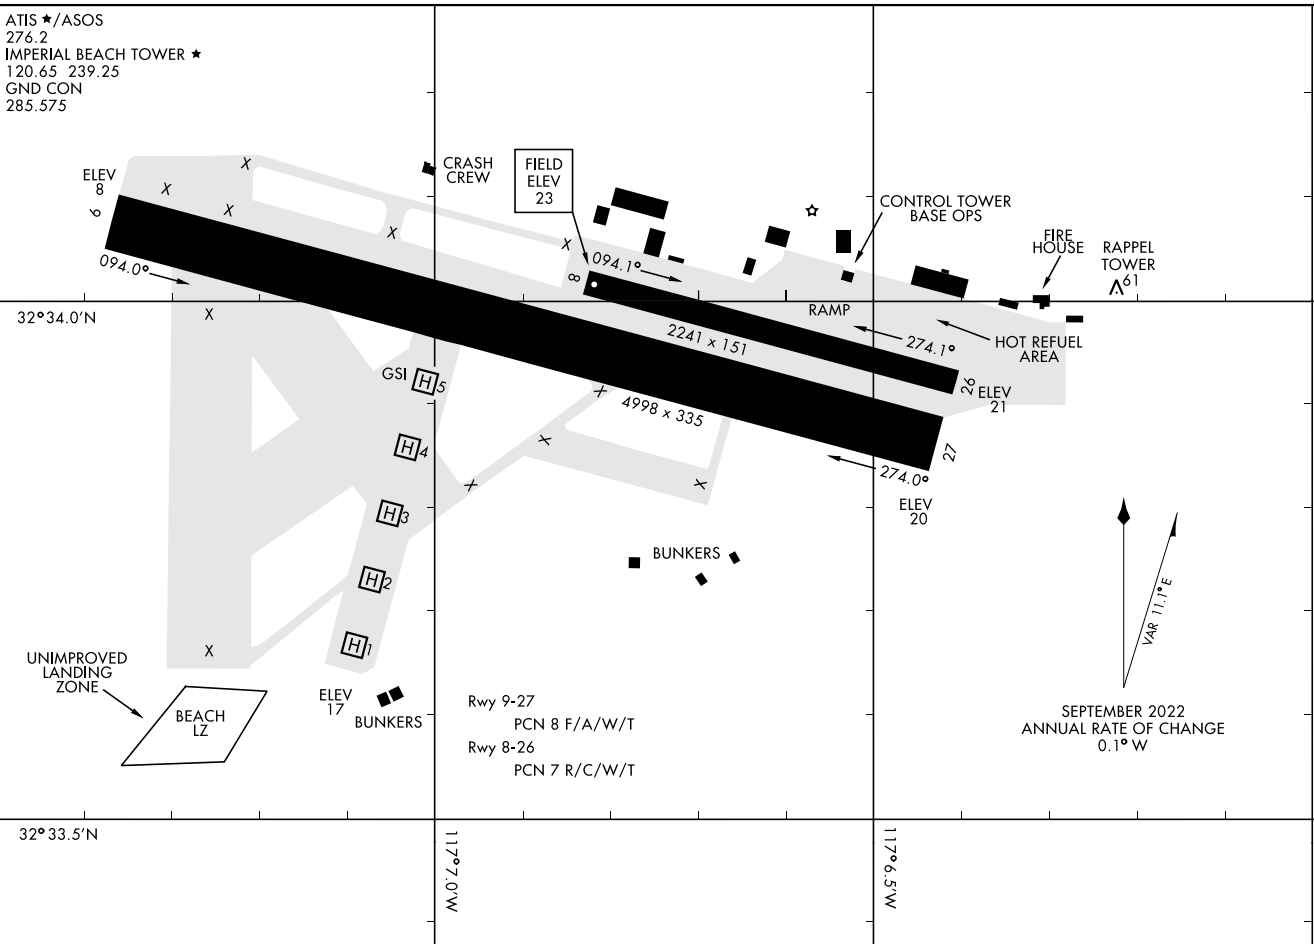 ATIS ★/ASOS
276.2
IMPERIAL BEACH TOWER ★
120.65 239.25
GND CON
285.575
ELEV
8
9
094.0°
X
X
X
X
X
CRASH
CREW
FIELD
ELEV
23
8
094.1°
CONTROL TOWER
BASE OPS
FIRE
HOUSE
RAPPEL
TOWER
61
32°34.0'N
X
RAMP
2241 x 151
274.1°
HOT REFUEL
AREA
26
ELEV
21
GSI
H 5
X
4998 x 335
H 4
X
27
274.0°
X
X
ELEV
20
H 3
BUNKERS
H 2
VAR 11.1° E
H 1
X
UNIMPROVED
LANDING
ZONE
BEACH
LZ
ELEV
17
BUNKERS
Rwy 9-27
PCN 8 F/A/W/T
Rwy 8-26
PCN 7 R/C/W/T
SEPTEMBER 2022
ANNUAL RATE OF CHANGE
0.1° W
32°33.5'N
117°7.0'W
117°6.5'W